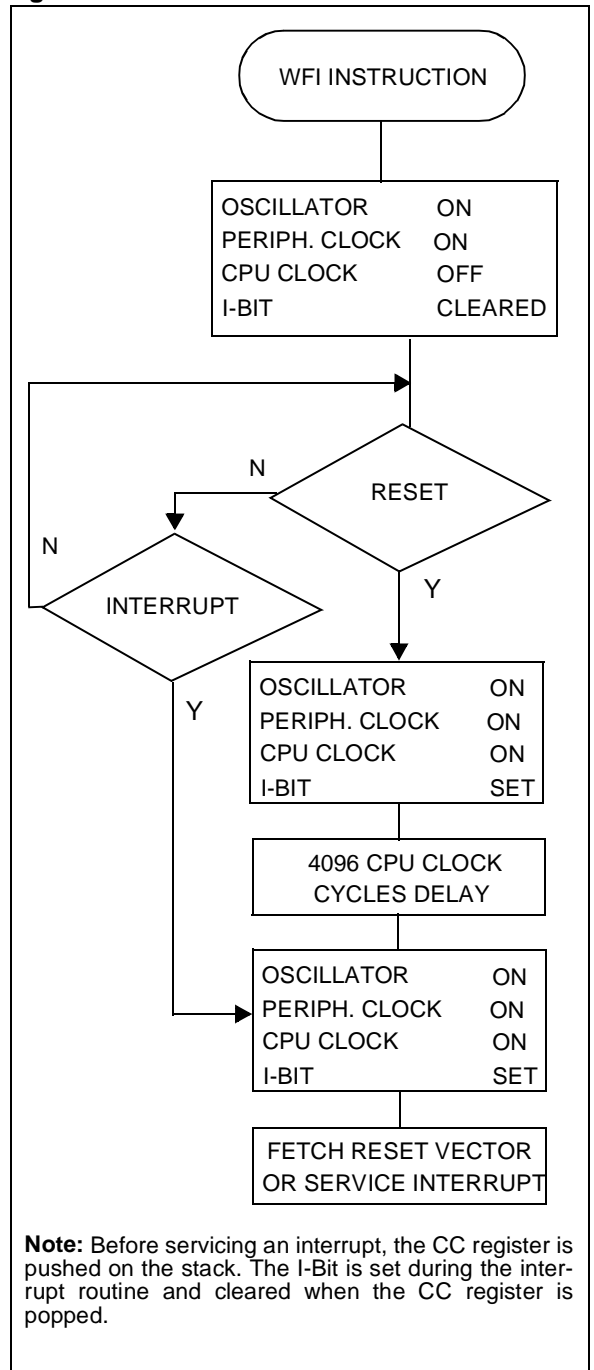 WFI INSTRUCTION
OSCILLATOR ON
PERIPH. CLOCK ON
CPU CLOCK OFF
I-BIT CLEARED
N
RESET
N
INTERRUPT
Y
OSCILLATOR ON
PERIPH. CLOCK ON
CPU CLOCK ON
I-BIT SET
Y
4096 CPU CLOCK
CYCLES DELAY
OSCILLATOR ON
PERIPH. CLOCK ON
CPU CLOCK ON
I-BIT SET
FETCH RESET VECTOR
OR SERVICE INTERRUPT
Note: Before servicing an interrupt, the CC register is
pushed on the stack. The I-Bit is set during the inter-
rupt routine and cleared when the CC register is
popped.